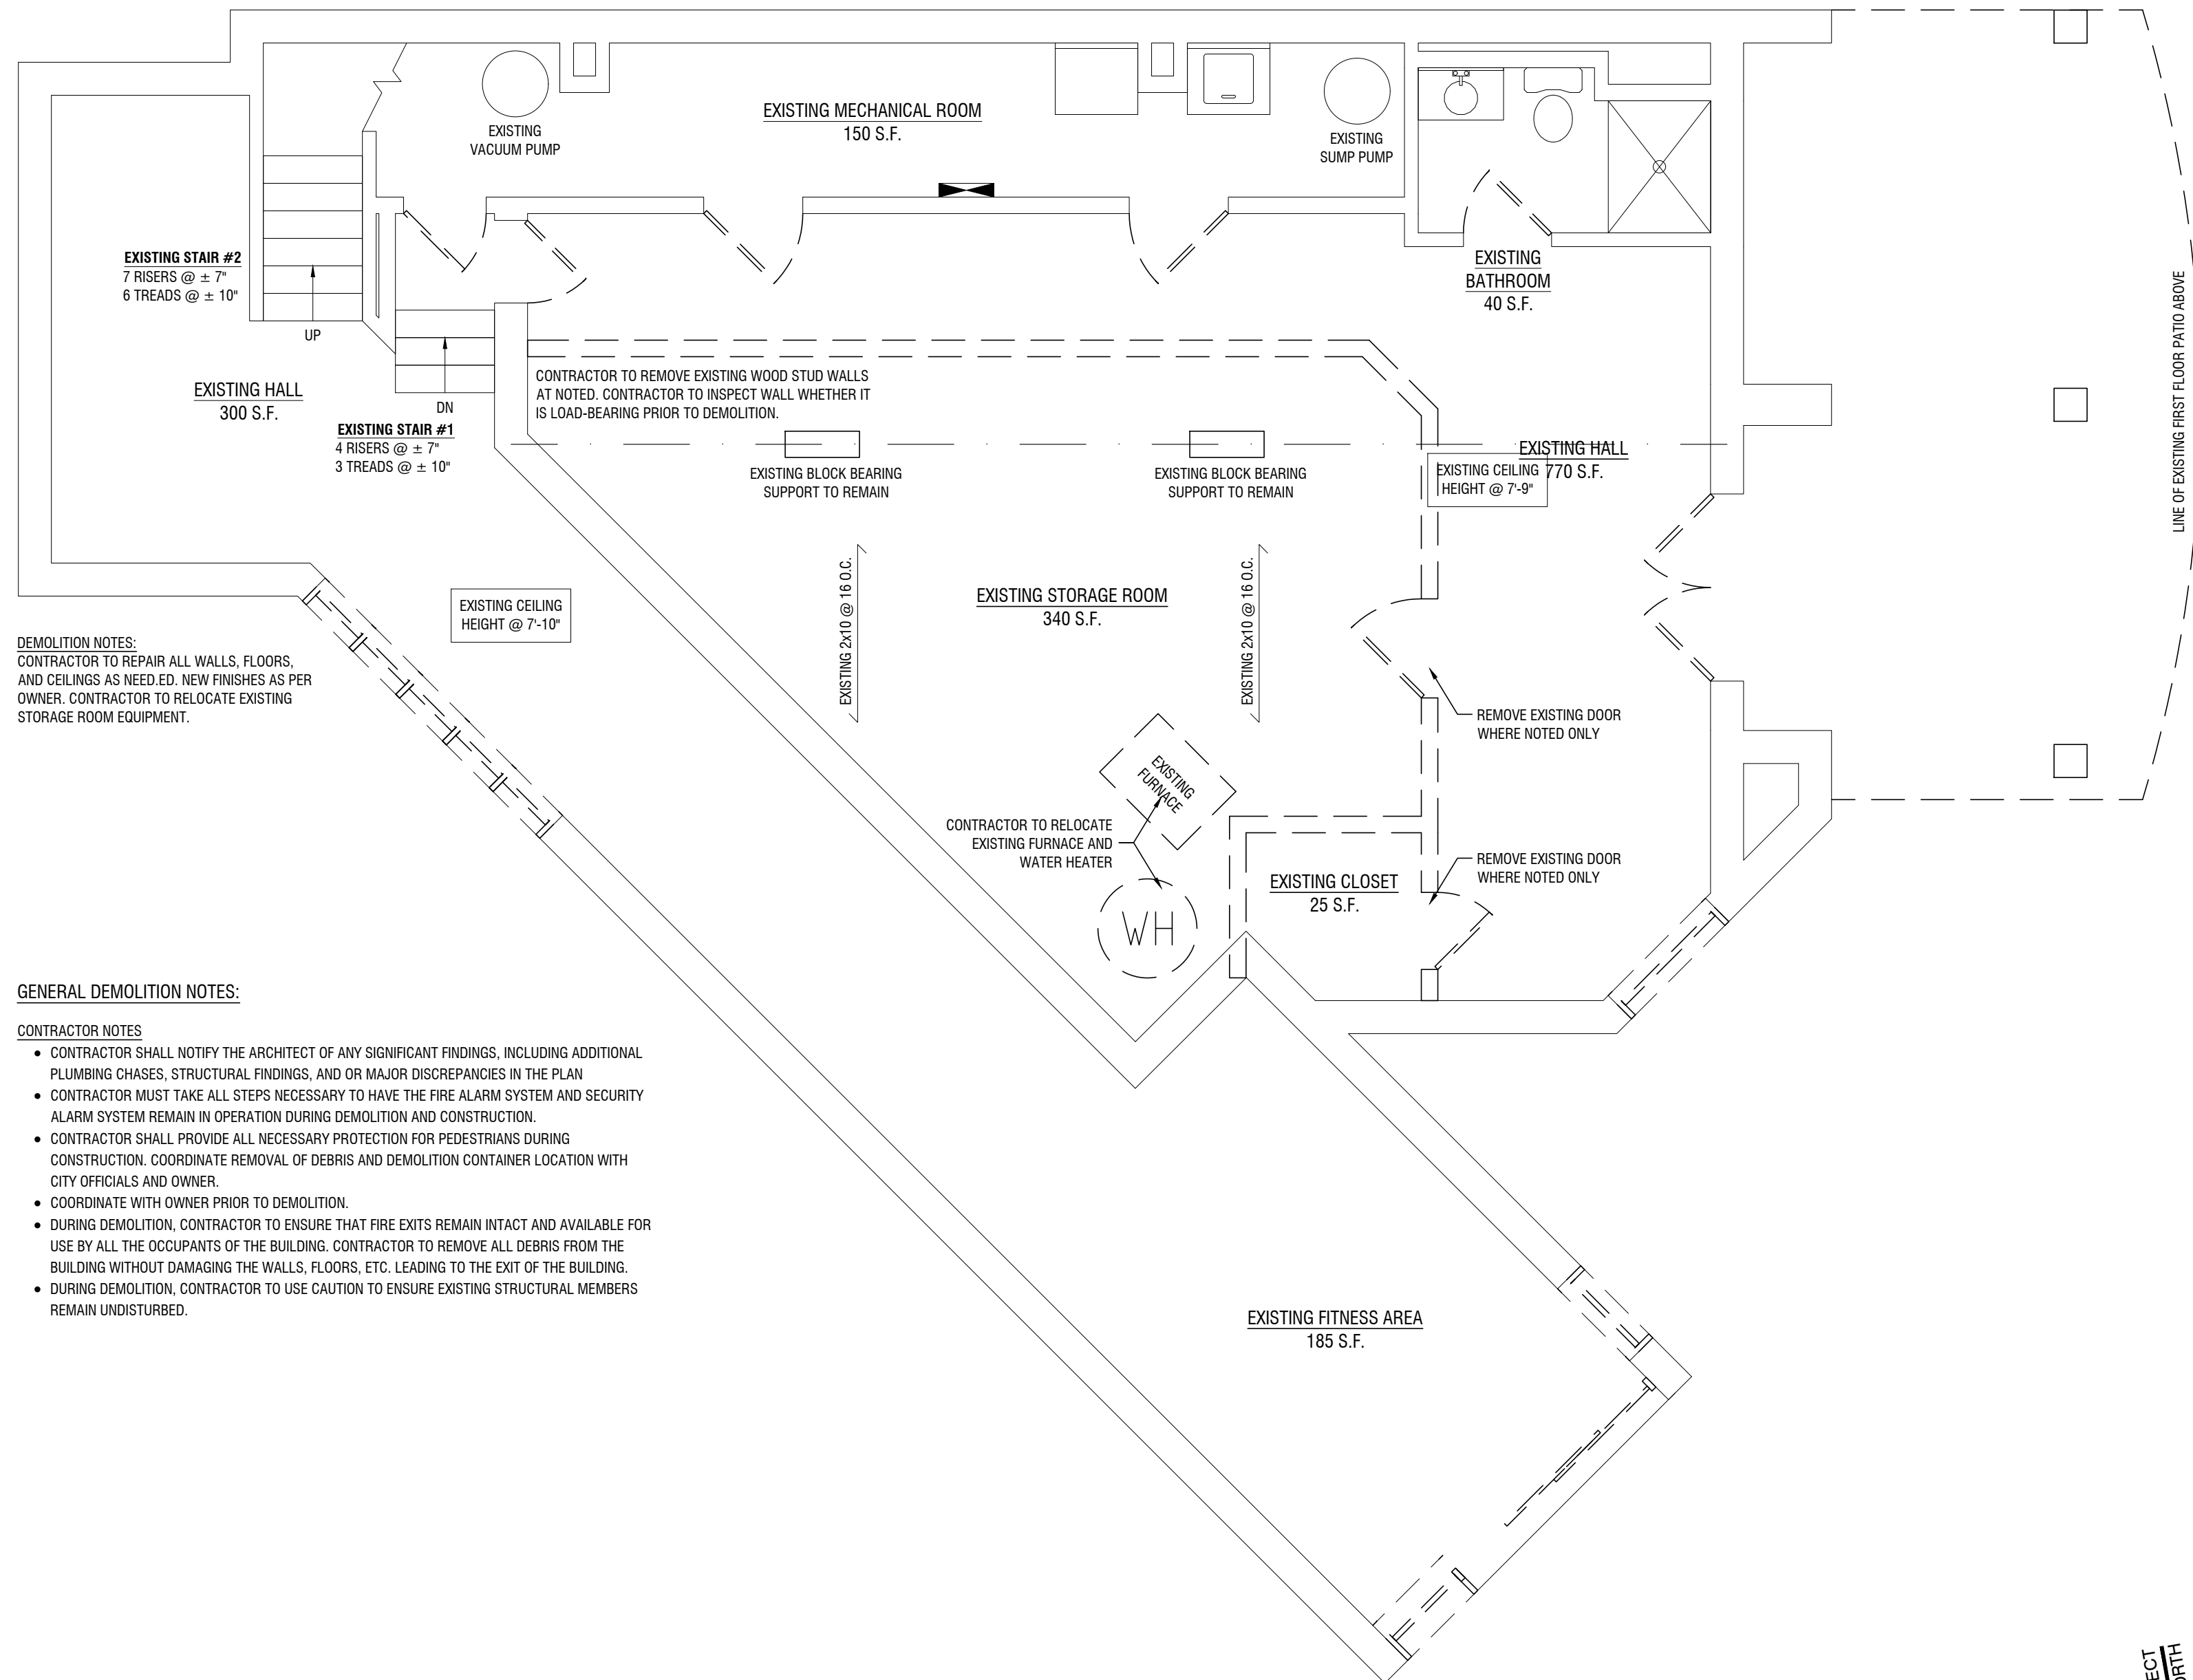 EXISTING MECHANICAL ROOM
150 S.F.
EXISTING
VACUUM PUMP
EXISTING
SUMP PUMP
EXISTING STAIR #2
7 RISERS @ ± 7"
6 TREADS @ ± 10"
UP
EXISTING
BATHROOM
40 S.F.
LINE OF EXISTING FIRST FLOOR PATIO ABOVE
EXISTING HALL
300 S.F.
DN
EXISTING STAIR #1
4 RISERS @ ± 7"
3 TREADS @ ± 10"
CONTRACTOR TO REMOVE EXISTING WOOD STUD WALLS
AT NOTED. CONTRACTOR TO INSPECT WALL WHETHER IT
IS LOAD-BEARING PRIOR TO DEMOLITION.
EXISTING BLOCK BEARING
SUPPORT TO REMAIN
EXISTING BLOCK BEARING
SUPPORT TO REMAIN
EXISTING HALL
770 S.F.
EXISTING CEILING
HEIGHT @ 7'-9"
EXISTING CEILING
HEIGHT @ 7'-10"
EXISTING 2x10 @ 16 O.C.
EXISTING STORAGE ROOM
340 S.F.
EXISTING 2x10 @ 16 O.C.
DEMOLITION NOTES:
CONTRACTOR TO REPAIR ALL WALLS, FLOORS,
AND CEILINGS AS NEED.ED. NEW FINISHES AS PER
OWNER. CONTRACTOR TO RELOCATE EXISTING
STORAGE ROOM EQUIPMENT.
REMOVE EXISTING DOOR
WHERE NOTED ONLY
EXISTING
FURNACE
CONTRACTOR TO RELOCATE
EXISTING FURNACE AND
WATER HEATER
WH
EXISTING CLOSET
25 S.F.
REMOVE EXISTING DOOR
WHERE NOTED ONLY
GENERAL DEMOLITION NOTES:
CONTRACTOR NOTES
• CONTRACTOR SHALL NOTIFY THE ARCHITECT OF ANY SIGNIFICANT FINDINGS, INCLUDING ADDITIONAL
PLUMBING CHASES, STRUCTURAL FINDINGS, AND OR MAJOR DISCREPANCIES IN THE PLAN
• CONTRACTOR MUST TAKE ALL STEPS NECESSARY TO HAVE THE FIRE ALARM SYSTEM AND SECURITY
ALARM SYSTEM REMAIN IN OPERATION DURING DEMOLITION AND CONSTRUCTION.
• CONTRACTOR SHALL PROVIDE ALL NECESSARY PROTECTION FOR PEDESTRIANS DURING
CONSTRUCTION. COORDINATE REMOVAL OF DEBRIS AND DEMOLITION CONTAINER LOCATION WITH
CITY OFFICIALS AND OWNER.
• COORDINATE WITH OWNER PRIOR TO DEMOLITION.
• DURING DEMOLITION, CONTRACTOR TO ENSURE THAT FIRE EXITS REMAIN INTACT AND AVAILABLE FOR
USE BY ALL THE OCCUPANTS OF THE BUILDING. CONTRACTOR TO REMOVE ALL DEBRIS FROM THE
BUILDING WITHOUT DAMAGING THE WALLS, FLOORS, ETC. LEADING TO THE EXIT OF THE BUILDING.
• DURING DEMOLITION, CONTRACTOR TO USE CAUTION TO ENSURE EXISTING STRUCTURAL MEMBERS
REMAIN UNDISTURBED.
EXISTING FITNESS AREA
185 S.F.